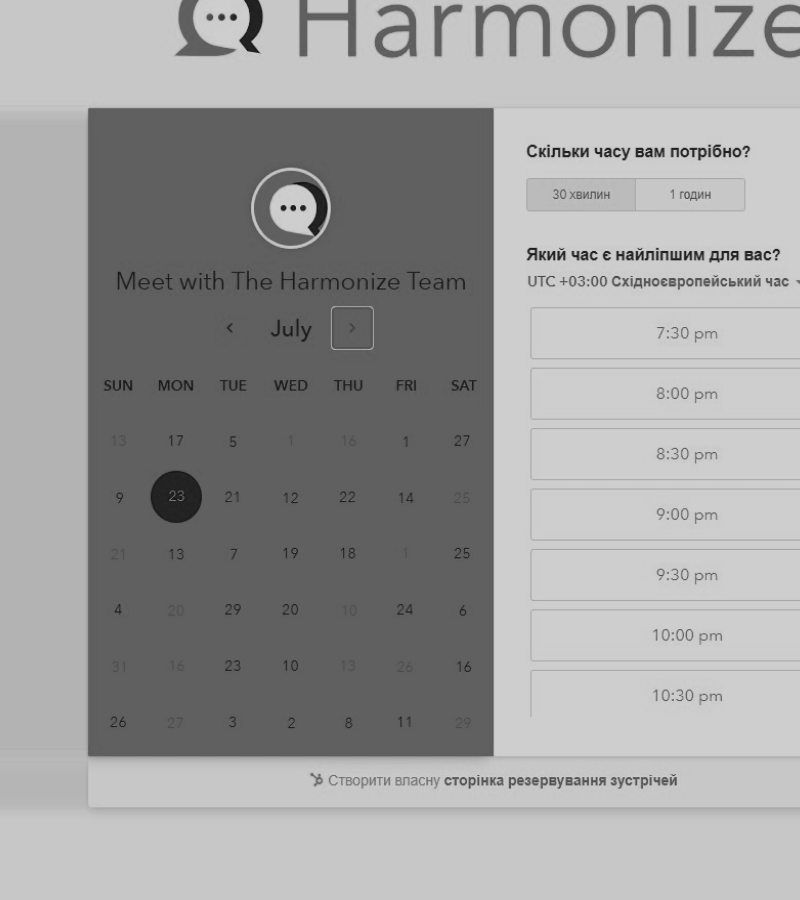 Harmonize
Meet with The Harmonize Team
July
SUN MON TUE WED THU FRI SAT
13 17 5 1 16 1 27
9 23 21 12 22 14 25
21 13 7 19 18 1 25
4 20 29 20 10 24 6
31 16 23 10 13 26 16
26 27 3 2 8 11 29
Скільки часу вам потрібно?
30 хвилин 1 годин
Який час є найліпшим для вас?
UTC +03:00 Східноєвропейський час
7:30 pm
8:00 pm
8:30 pm
9:00 pm
9:30 pm
10:00 pm
10:30 pm
Створити власну сторінка резервування зустрічей